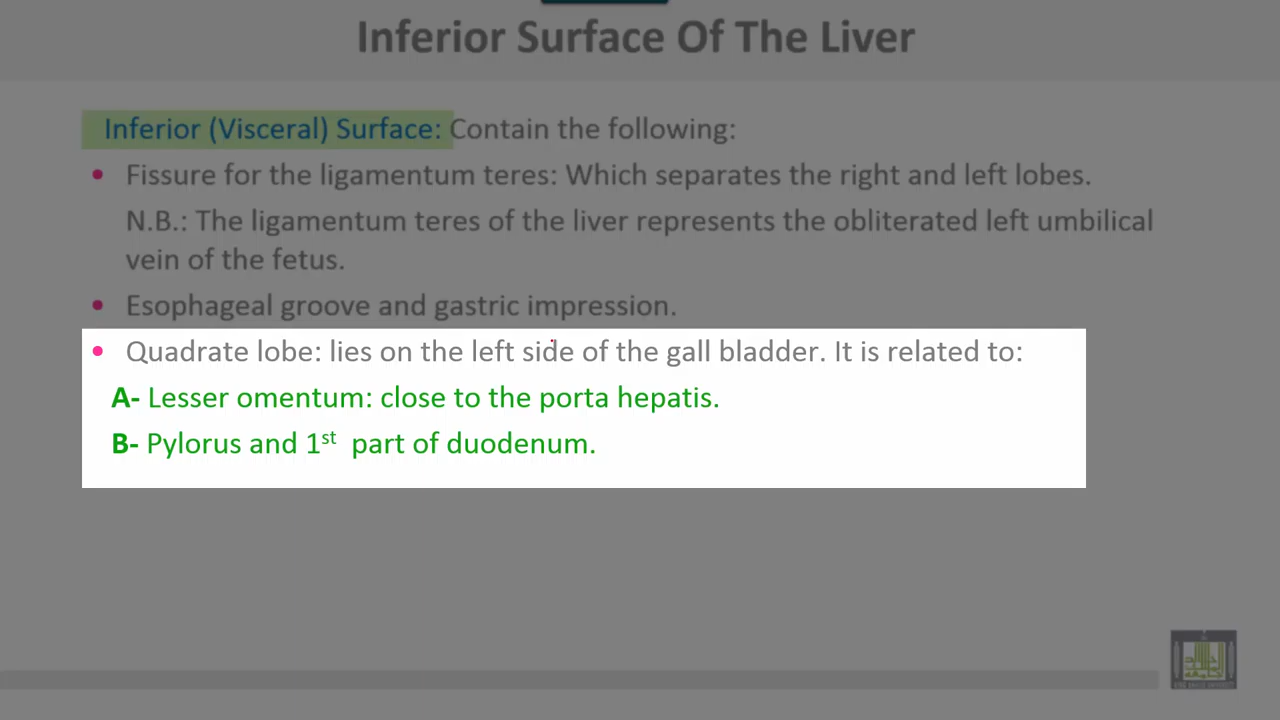 Inferior Surface Of The Liver
Inferior (Visceral) Surface: Contain the following:
• Fissure for the ligamentum teres: Which separates the right and left lobes.
N.B.: The ligamentum teres of the liver represents the obliterated left umbilical
vein of the fetus.
• Esophageal groove and gastric impression.
• Quadrate lobe: lies on the left side of the gall bladder. It is related to:
A- Lesser omentum: close to the porta hepatis.
B- Pylorus and 1st part of duodenum.